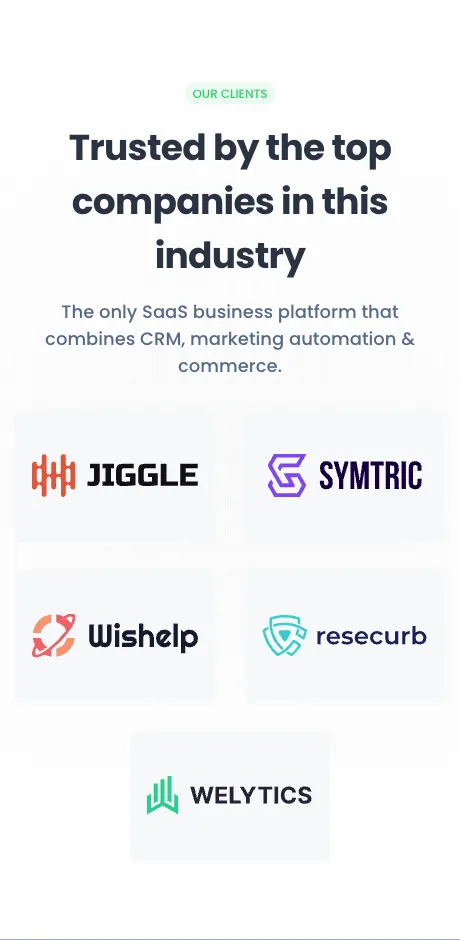 OUR CLIENTS
Trusted by the top
companies in this
industry
The only SaaS business platform that
combines CRM, marketing automation &
commerce.
JIGGLE
SYMTRIC
Wishelp
resecurb
WELYTICS